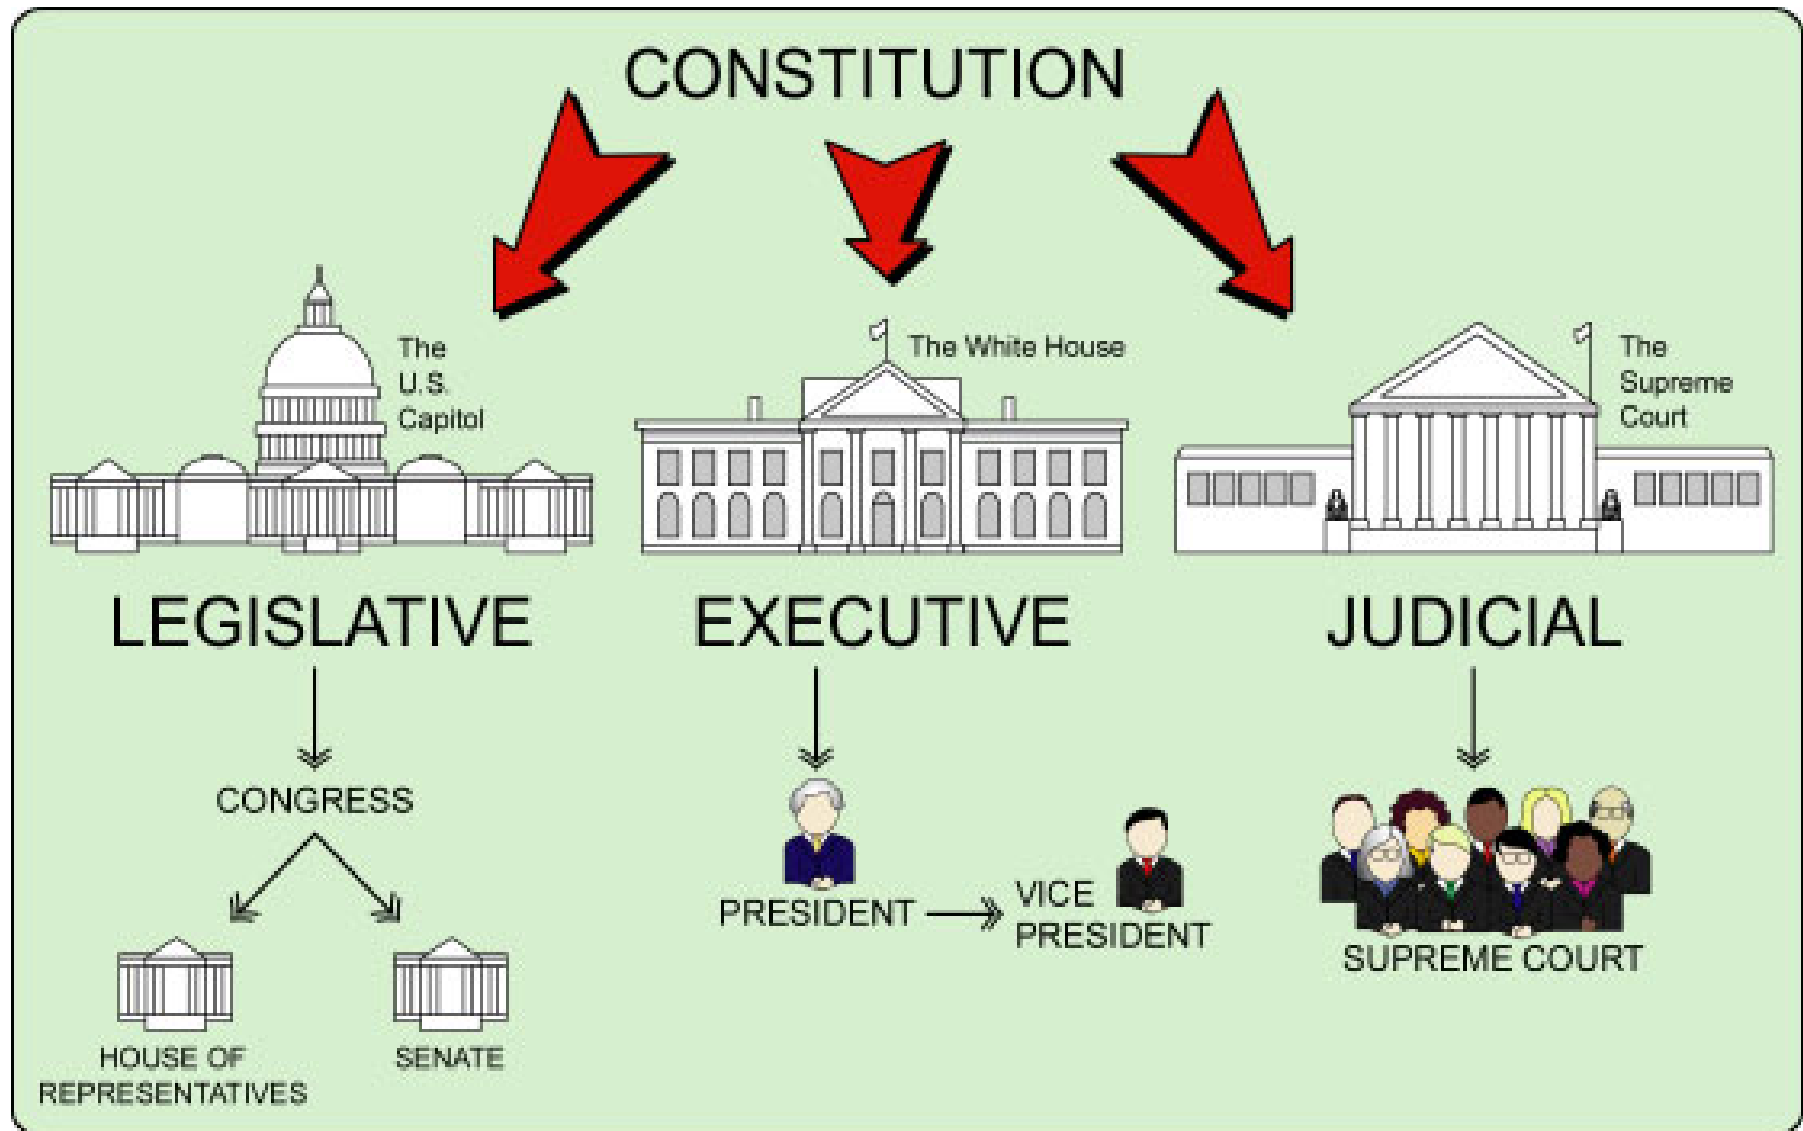 CONSTITUTION
The
U.S.
Capitol
The White House
The
Supreme
Court
LEGISLATIVE
EXECUTIVE
JUDICIAL
CONGRESS
PRESIDENT
VICE
PRESIDENT
SUPREME COURT
HOUSE OF
REPRESENTATIVES
SENATE